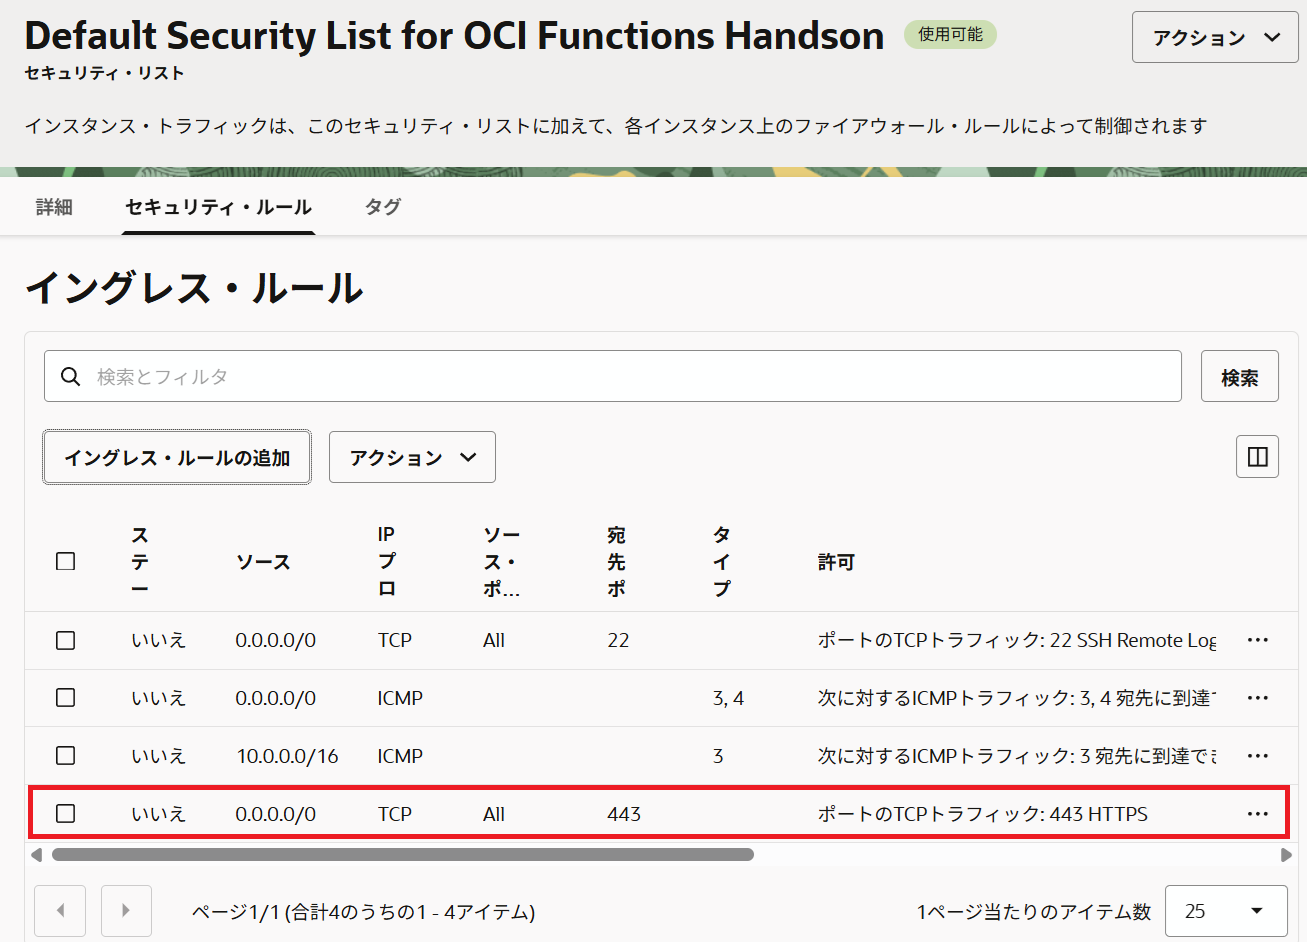 Default Security List for OCI Functions Handson 使用可能 アクション
セキュリティ・リスト
インスタンス・トラフィックは、このセキュリティ・リストに加えて、各インスタンス上のファイアウォール・ルールによって制御されます
詳細 セキュリティ・ルール タグ
イングレス・ルール
検索とフィルタ 検索
イングレス・ルールの追加 アクション
ステー ソース IPプロ ソース・ポ... 宛先ポ タイプ 許可
いいえ 0.0.0.0/0 TCP All 22 ポートのTCPトラフィック: 22 SSH Remote Log ...
いいえ 0.0.0.0/0 ICMP 3, 4 次に対するICMPトラフィック: 3, 4 宛先に到達 ...
いいえ 10.0.0.0/16 ICMP 3 次に対するICMPトラフィック: 3 宛先に到達でき ...
いいえ 0.0.0.0/0 TCP All 443 ポートのTCPトラフィック: 443 HTTPS ...
ページ1/1 (合計4のうちの1 - 4アイテム) 1ページ当たりのアイテム数 25